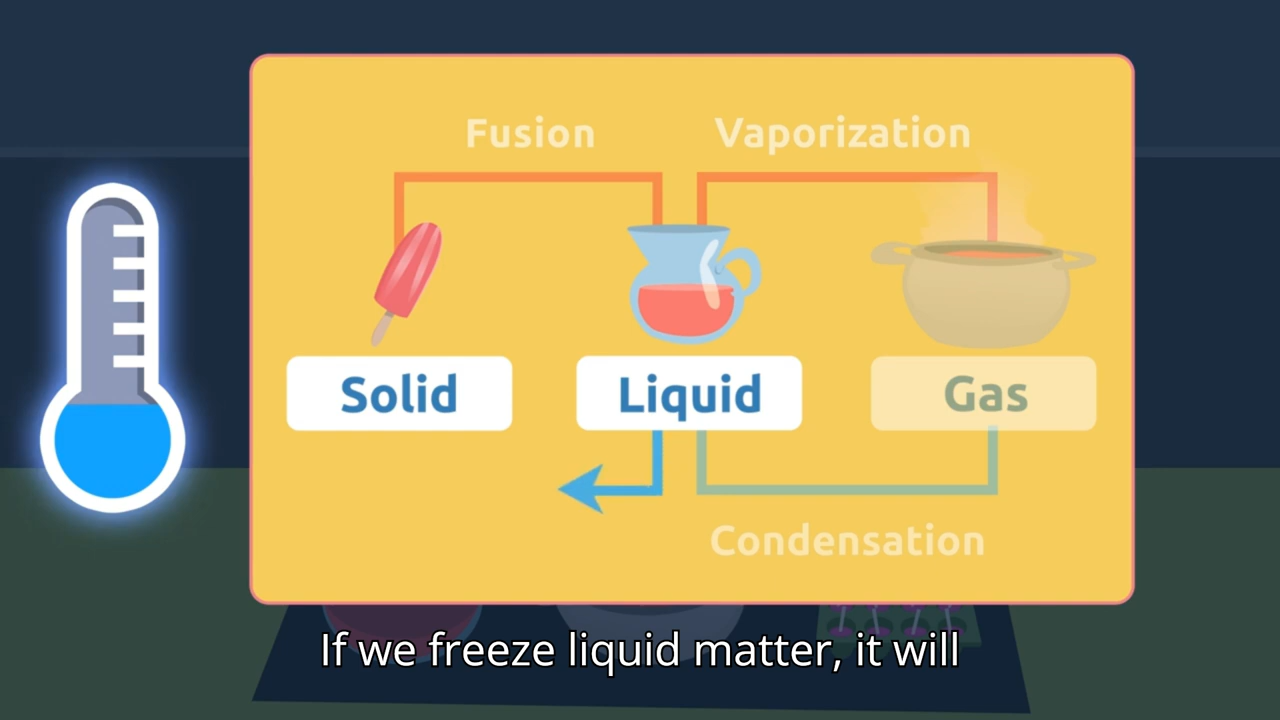 Fusion
Vaporization
Solid
Liquid
Gas
Condensation
If we freeze liquid matter, it will